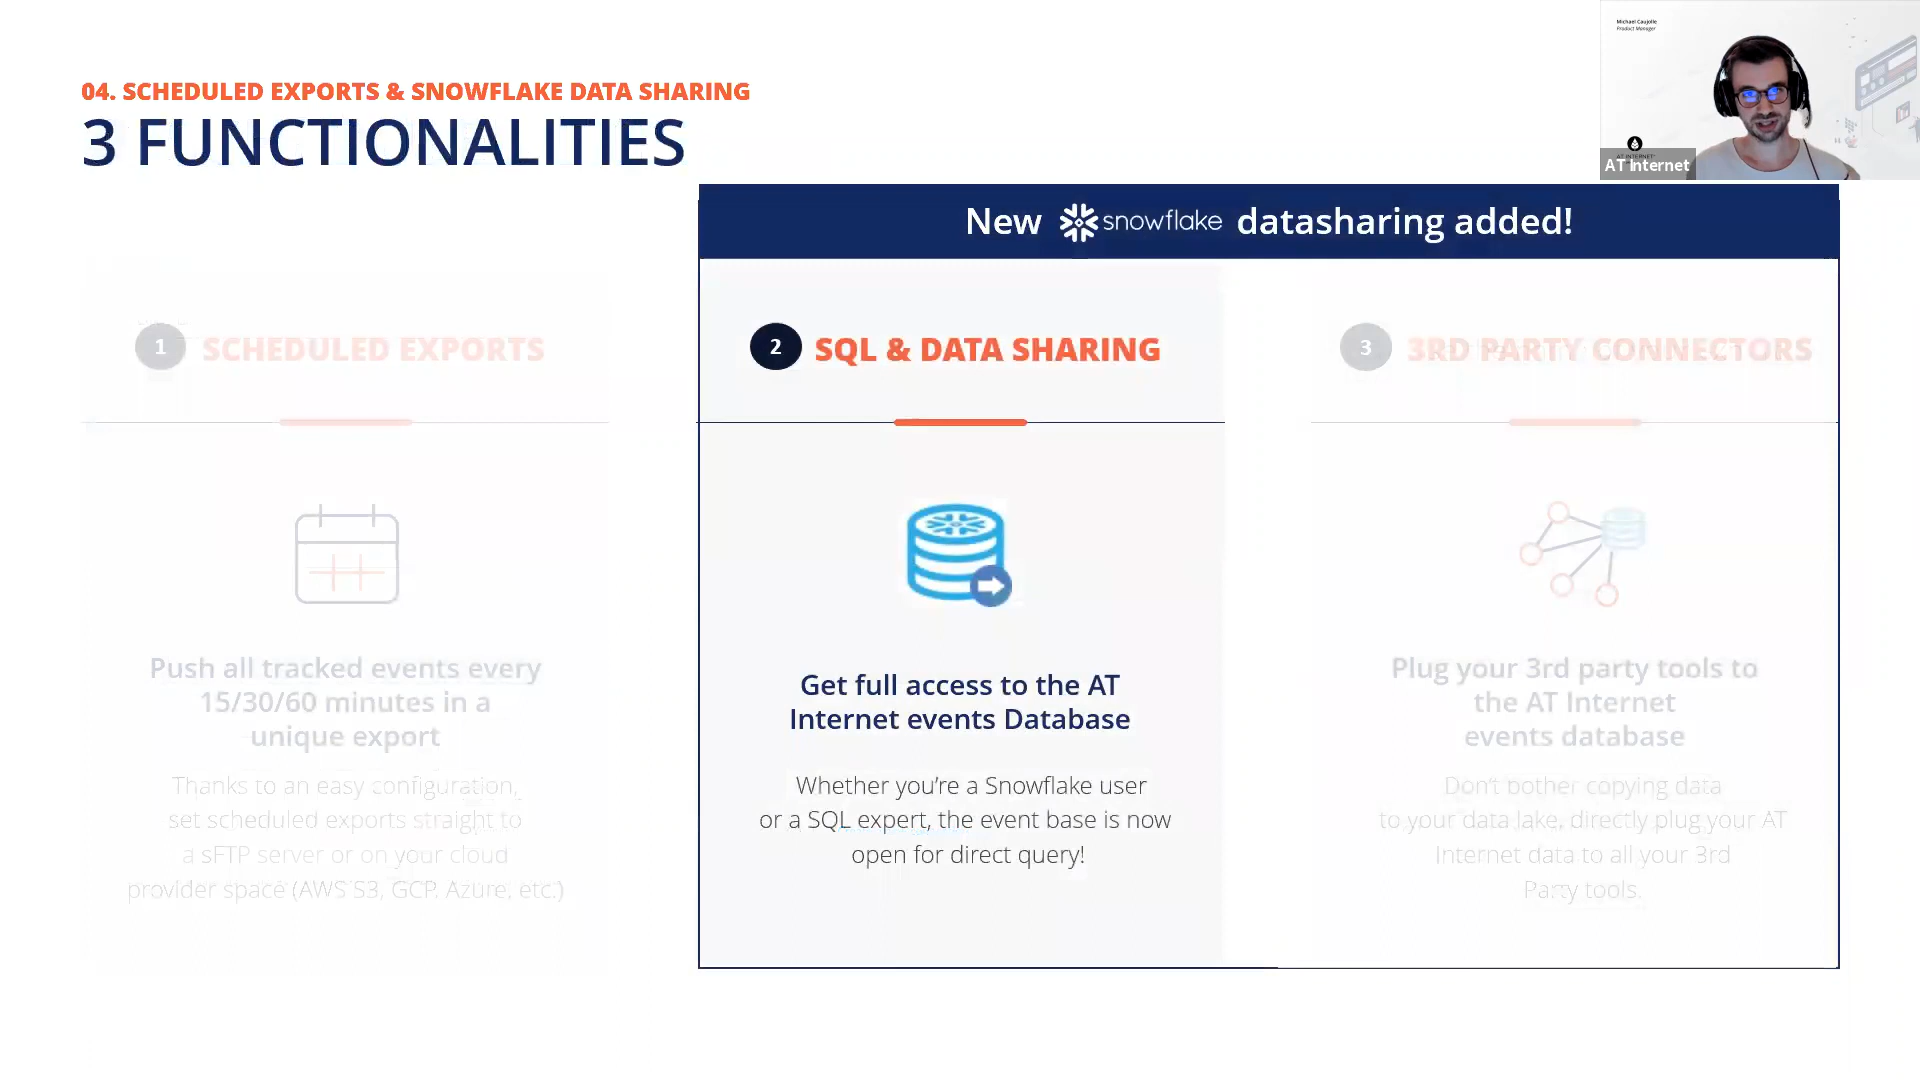 04. SCHEDULED EXPORTS & SNOWFLAKE DATA SHARING
3 FUNCTIONALITIES
Michael Caujolle
Product Manager
AT Internet
New snowflake datasharing added!
1 SCHEDULED EXPORTS
Push all tracked events every
15/30/60 minutes in a
unique export
Thanks to an easy configuration,
set scheduled exports straight to
a sFTP server or on your cloud
provider space (AWS S3, GCP, Azure, etc.)
2 SQL & DATA SHARING
Get full access to the AT
Internet events Database
Whether you’re a Snowflake user
or a SQL expert, the event base is now
open for direct query!
3 3RD PARTY CONNECTORS
Plug your 3rd party tools to
the AT Internet
events database
Don’t bother copying data
to your data lake, directly plug your AT
Internet data to all your 3rd
Party tools.